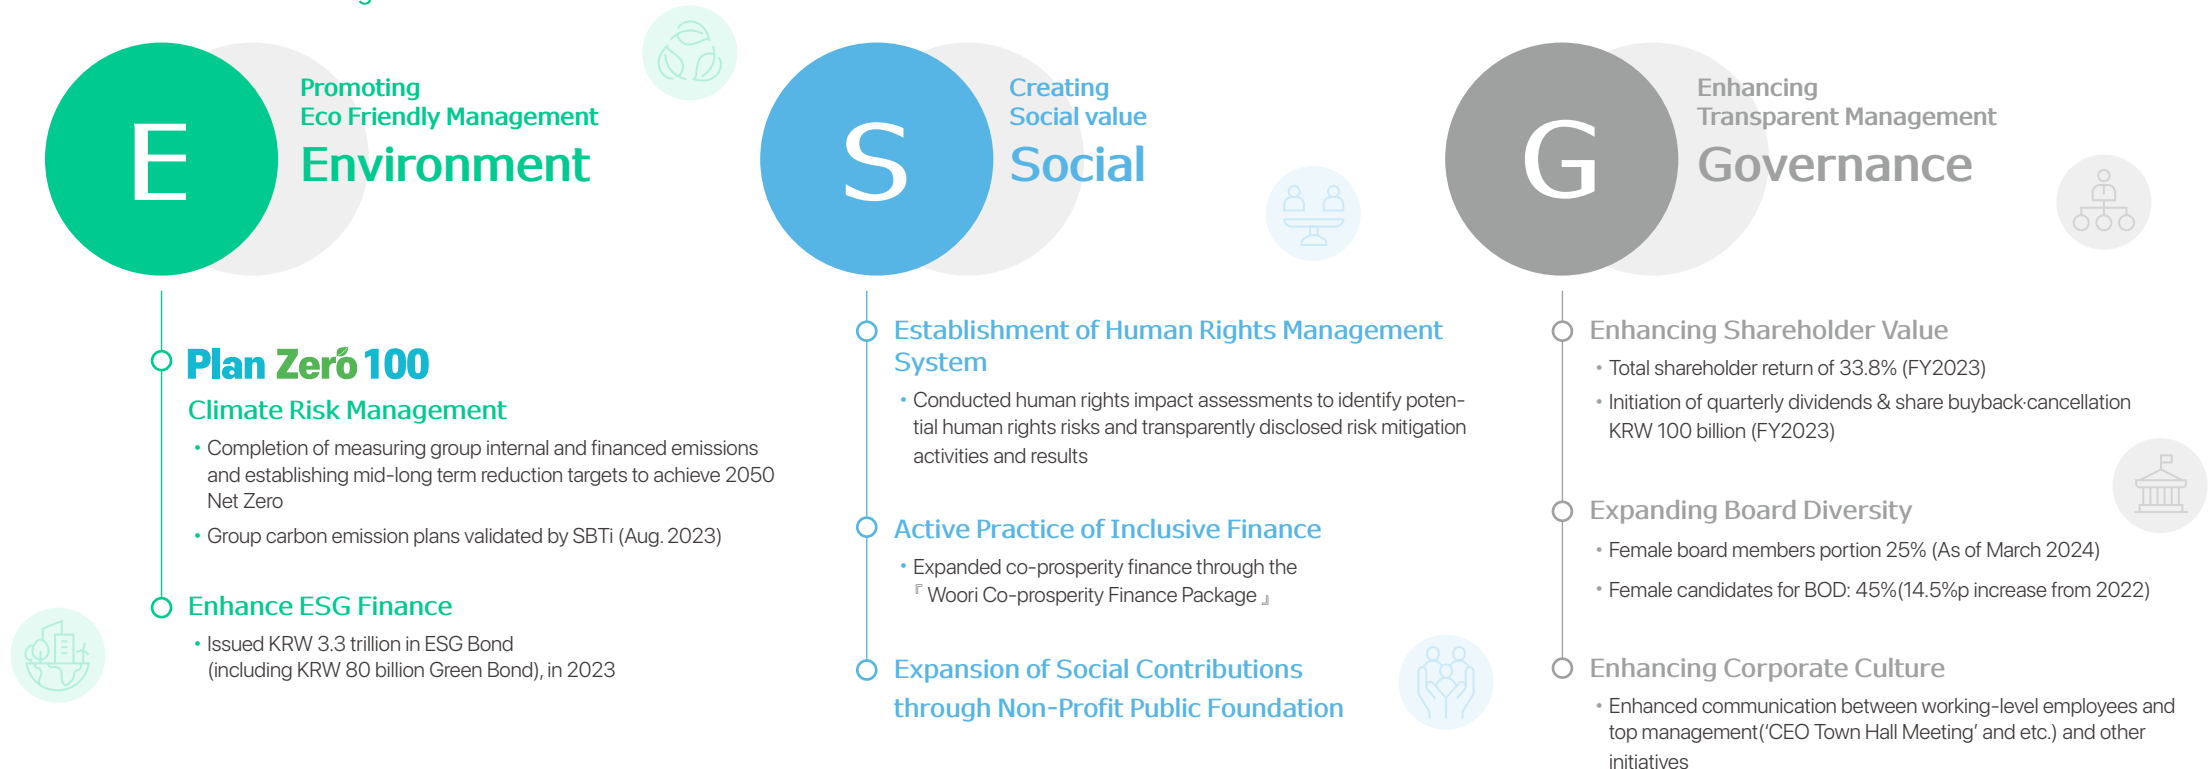 E
Promoting
Eco Friendly Management
Environment
Plan Zero 100
Climate Risk Management
• Completion of measuring group internal and financed emissions
and establishing mid-long term reduction targets to achieve 2050
Net Zero
• Group carbon emission plans validated by SBTi (Aug. 2023)
Enhance ESG Finance
• Issued KRW 3.3 trillion in ESG Bond
(including KRW 80 billion Green Bond), in 2023
S
Creating
Social value
Social
Establishment of Human Rights Management
System
• Conducted human rights impact assessments to identify poten-
tial human rights risks and transparently disclosed risk mitigation
activities and results
Active Practice of Inclusive Finance
• Expanded co-prosperity finance through the
『 Woori Co-prosperity Finance Package 』
Expansion of Social Contributions
through Non-Profit Public Foundation
G
Enhancing
Transparent Management
Governance
Enhancing Shareholder Value
• Total shareholder return of 33.8% (FY2023)
• Initiation of quarterly dividends & share buyback·cancellation
KRW 100 billion (FY2023)
Expanding Board Diversity
• Female board members portion 25% (As of March 2024)
• Female candidates for BOD: 45%(14.5%p increase from 2022)
Enhancing Corporate Culture
• Enhanced communication between working-level employees and
top management(‘CEO Town Hall Meeting’ and etc.) and other
initiatives